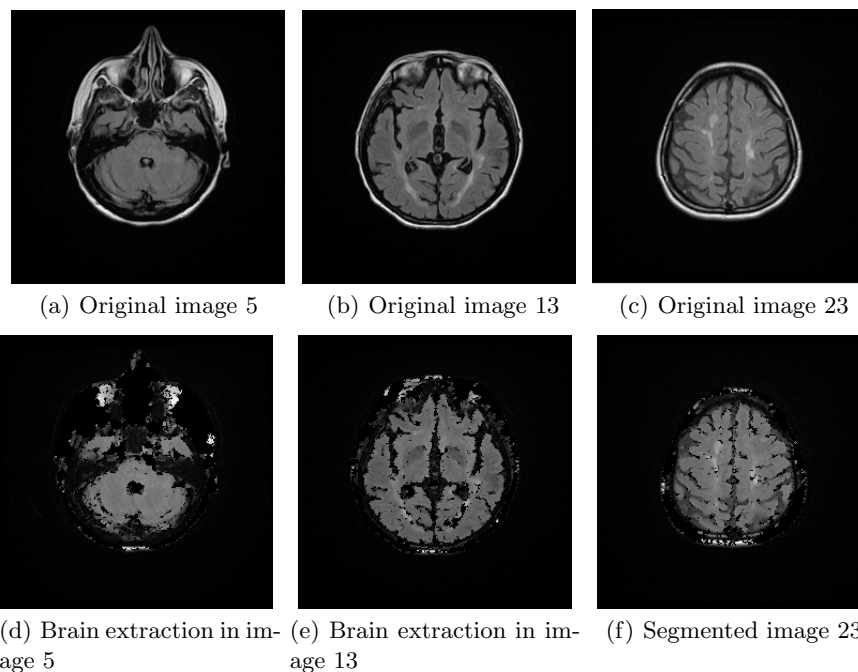 (a) Original image 5
(b) Original image 13
(c) Original image 23
(d) Brain extraction in im-
age 5
(e) Brain extraction in im-
age 13
(f) Segmented image 23